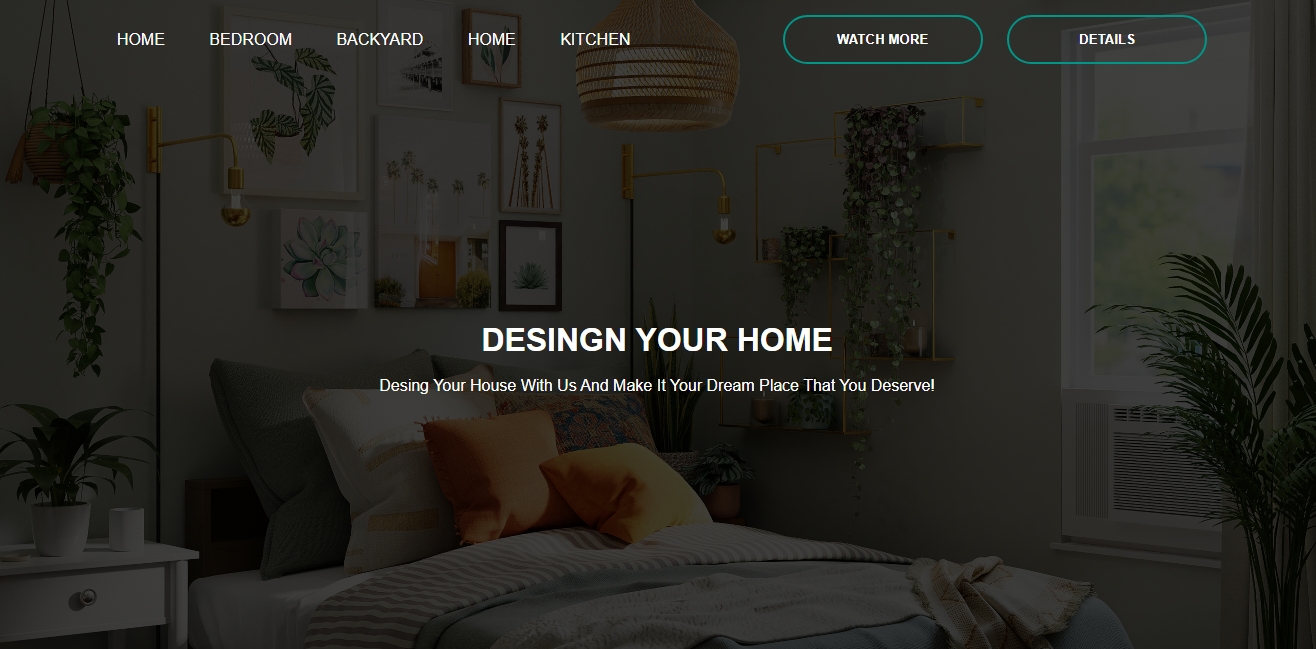 HOME BEDROOM BACKYARD HOME KITCHEN WATCH MORE DETAILS
DESINGN YOUR HOME
Desing Your House With Us And Make It Your Dream Place That You Deserve!